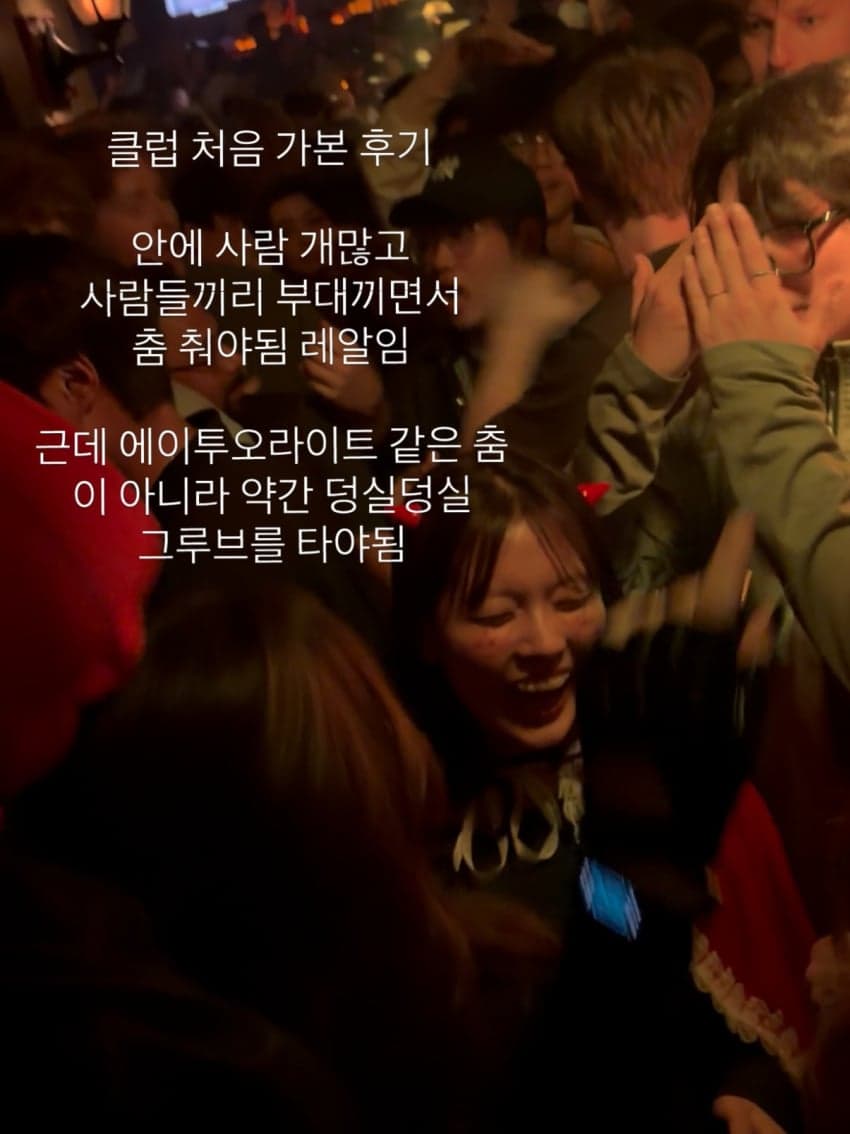 클럽 처음 가본 후기
안에 사람 개많고
사람들끼리 부대끼면서
춤 춰야됨 레알임
근데 에이투오라이트 같은 춤
이 아니라 약간 덩실덩실
그루브를 타야됨